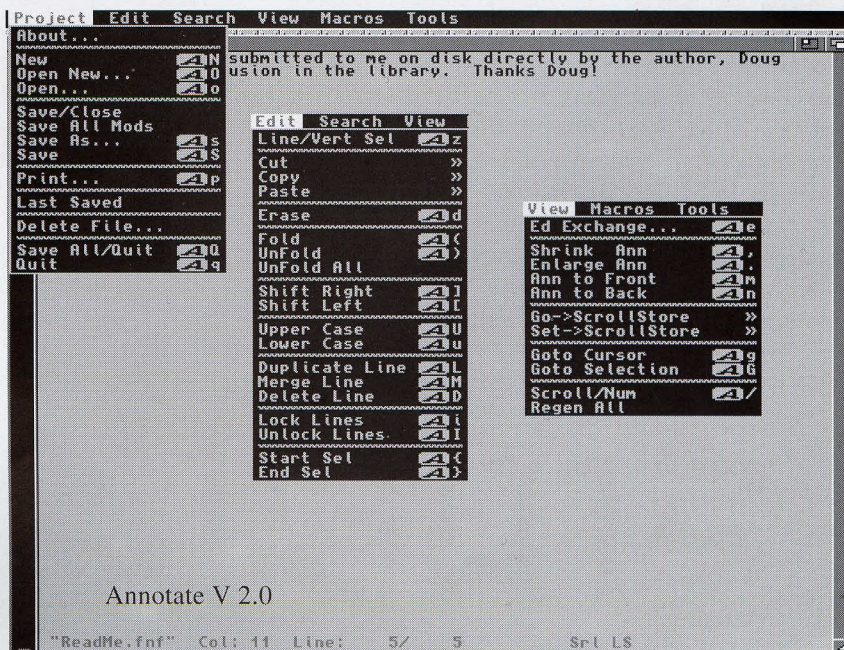 Project Edit Search View Macros Tools
About...
New A N
Open New... A O
Open... A o
Save/Close
Save All Mods
Save As... A s
Save A S
Print... A p
Last Saved
Delete File...
Save All/Quit A Q
Quit A q
submitted to me on disk directly by the author, Doug
usion in the library. Thanks Doug!
Edit Search View
Line/Vert Sel A z
Cut »
Copy »
Paste »
Erase A d
Fold A (
UnFold A )
UnFold All
Shift Right A ]
Shift Left A [
Upper Case A U
Lower Case A u
Duplicate Line A L
Merge Line A M
Delete Line A D
Lock Lines A i
Unlock Lines A I
Start Sel A {
End Sel A }
View Macros Tools
Ed Exchange... A e
Shrink Ann A ,
Enlarge Ann A .
Ann to Front A m
Ann to Back A n
Go->ScrollStore »
Set->ScrollStore »
Goto Cursor A g
Goto Selection A G
Scroll/Num A /
Regen All
Annotate V 2.0
"ReadMe.fnf" Col: 11 Line: 5/ 5 Srl LS